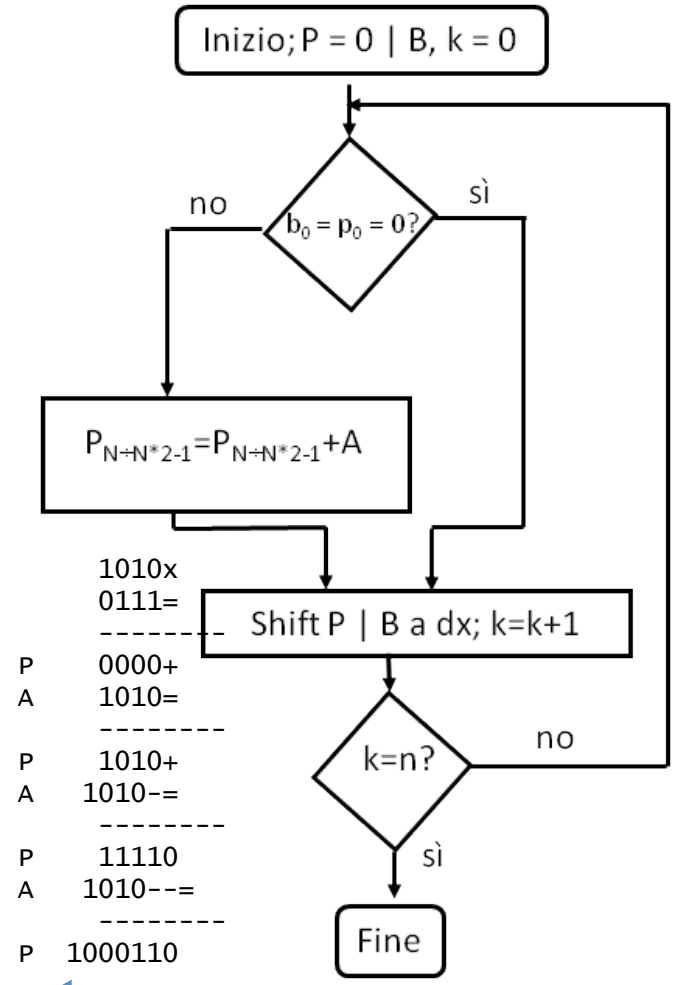 Inizio; P = 0 | B, k = 0
b₀ = p₀ = 0?
no
sì
P_N÷N*2-1=P_N÷N*2-1+A
Shift P | B a dx; k=k+1
k=n?
no
sì
Fine
1010x
0111=
--------
P 0000+
A 1010=
--------
P 1010+
A 1010-=
--------
P 11110
A 1010--=
--------
P 1000110